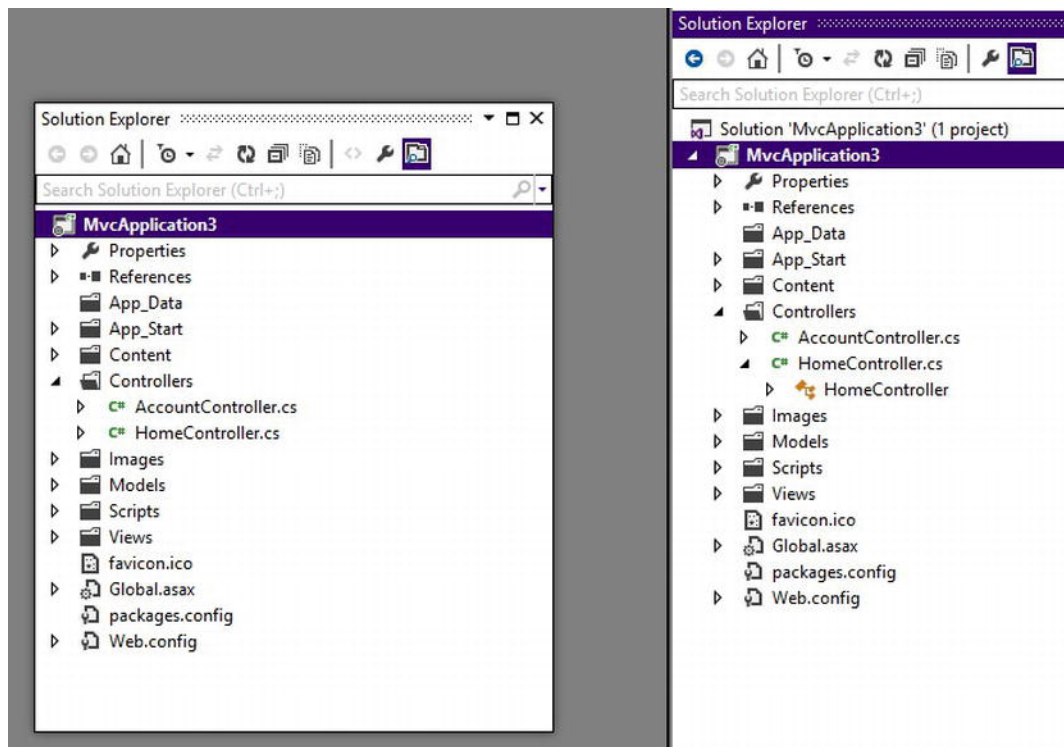 Solution Explorer
Search Solution Explorer (Ctrl+;)
MvcApplication3
Properties
References
App_Data
App_Start
Content
Controllers
C# AccountController.cs
C# HomeController.cs
Images
Models
Scripts
Views
favicon.ico
Global.asax
packages.config
Web.config
Solution Explorer
Search Solution Explorer (Ctrl+;)
Solution 'MvcApplication3' (1 project)
MvcApplication3
Properties
References
App_Data
App_Start
Content
Controllers
C# AccountController.cs
C# HomeController.cs
HomeController
Images
Models
Scripts
Views
favicon.ico
Global.asax
packages.config
Web.config